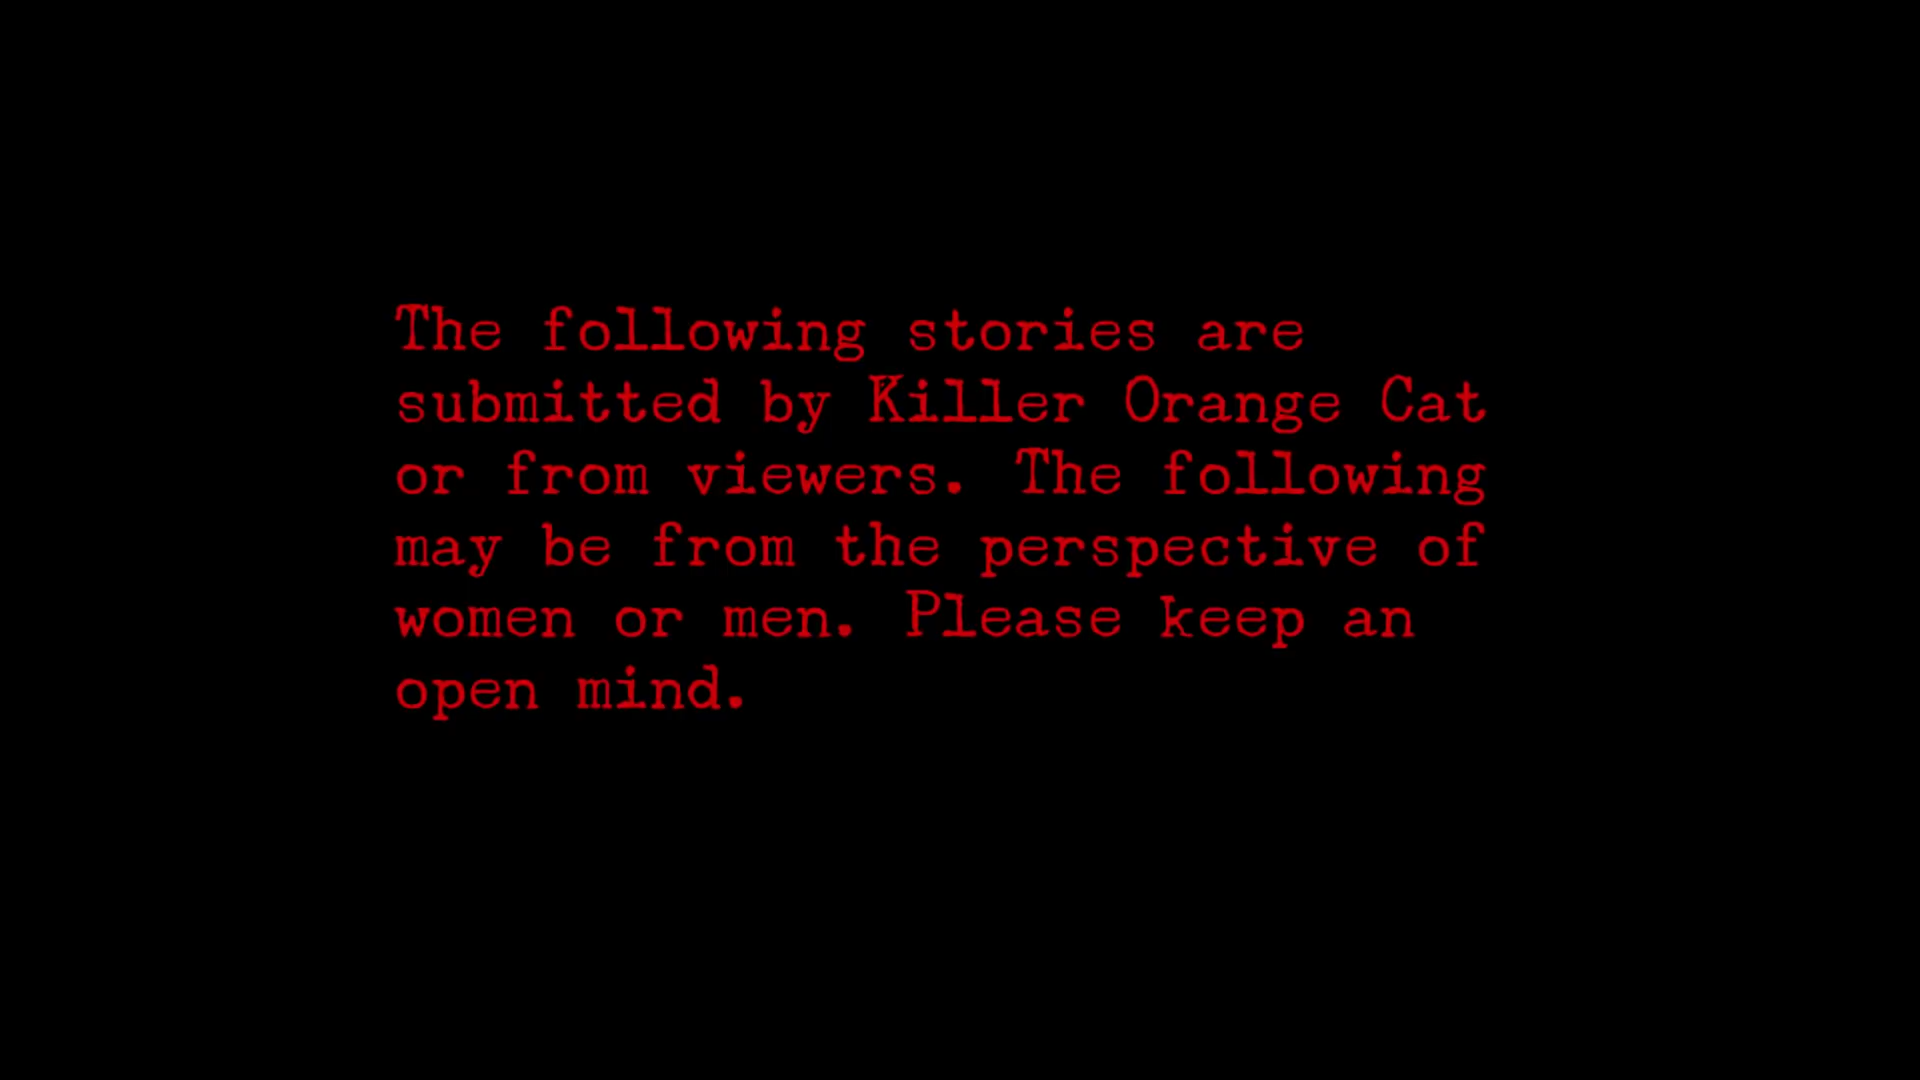 The following stories are
submitted by Killer Orange Cat
or from viewers. The following
may be from the perspective of
women or men. Please keep an
open mind.